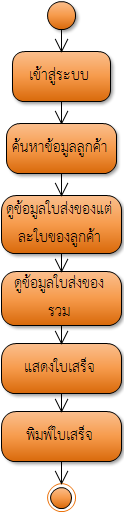 เข้าสู่ระบบ
ค้นหาข้อมูลลูกค้า
ดูข้อมูลใบส่งของแต่
ละใบของลูกค้า
ดูข้อมูลใบส่งของ
รวม
แสดงใบเสร็จ
พิมพ์ใบเสร็จ